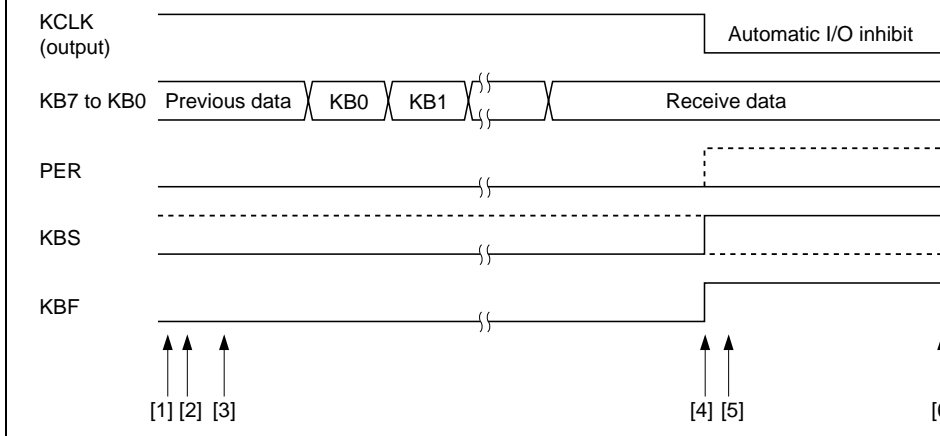 KCLK
(output)
Automatic I/O inhibit
KB7 to KB0 Previous data KB0 KB1 Receive data
PER
KBS
KBF
[1] [2] [3] [4] [5]